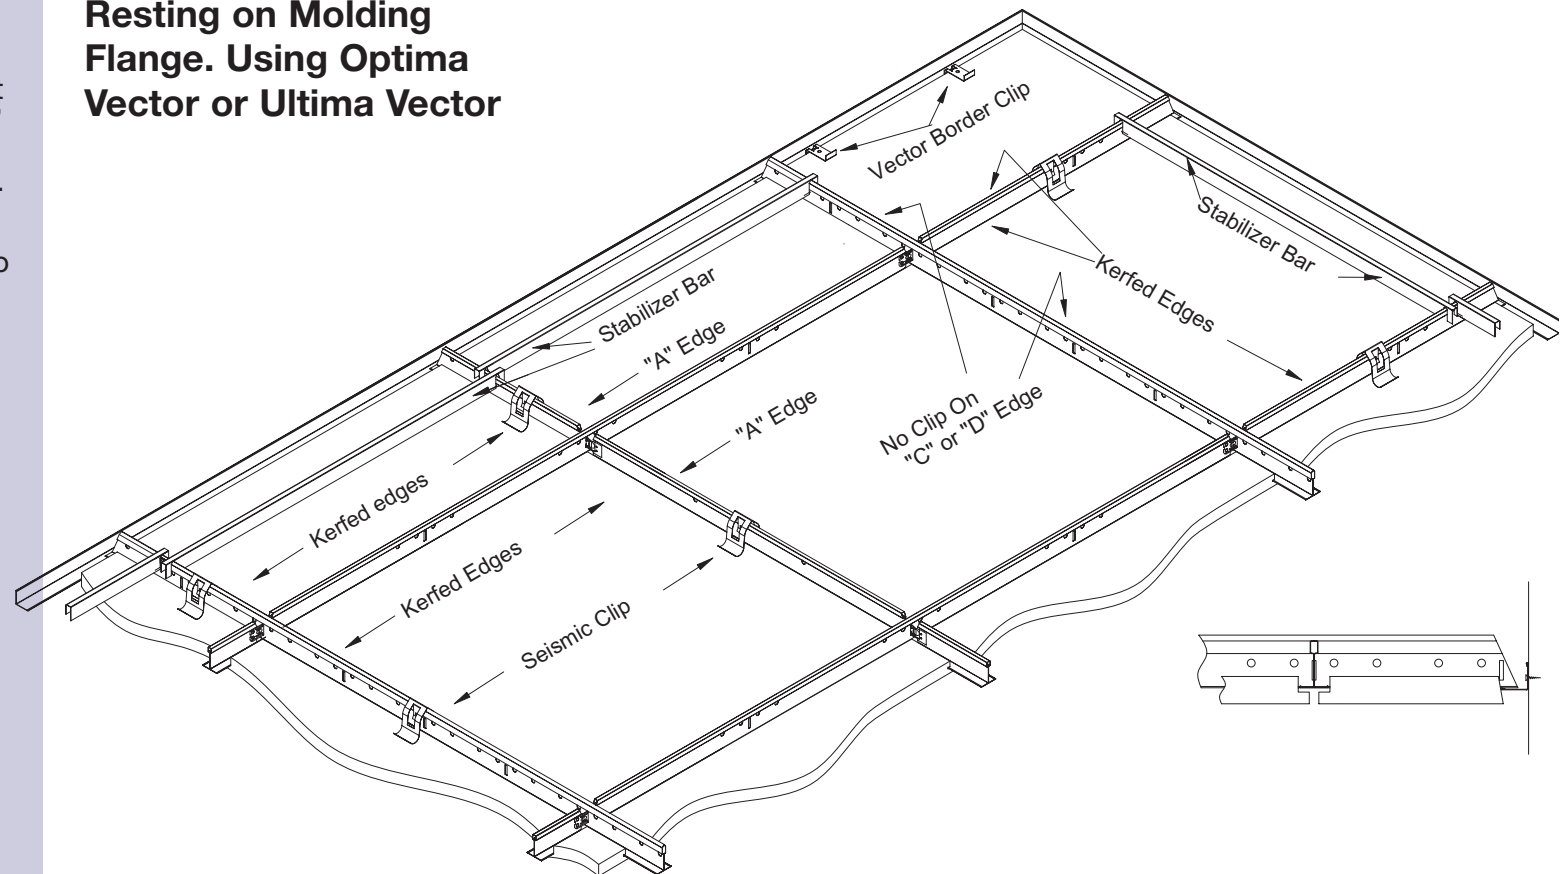 Resting on Molding
Flange. Using Optima
Vector or Ultima Vector
Vector Border Clip
Stabilizer Bar
Kerfed Edges
Stabilizer Bar
"A" Edge
"A" Edge
No Clip On
"C" or "D" Edge
Kerfed edges
Kerfed Edges
Seismic Clip